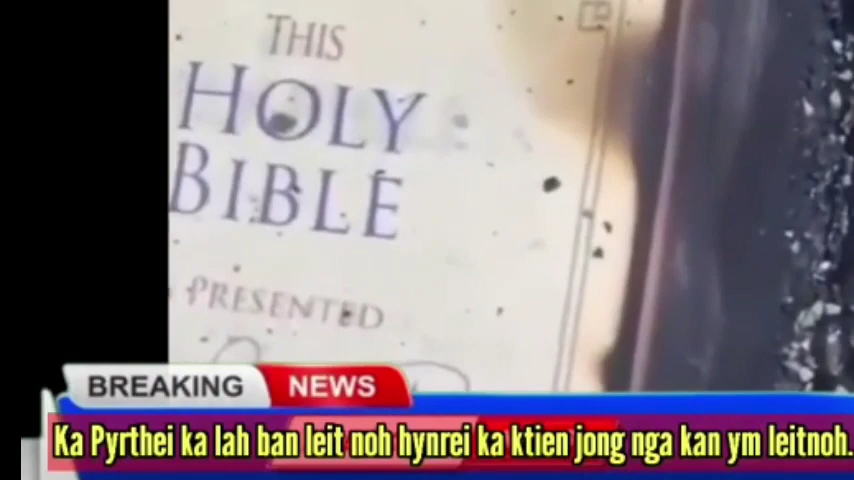 THIS
HOLY
BIBLE
PRESENTED
BREAKING NEWS
Ka Pyrthei ka lah ban leit noh hynrei ka ktien jong nga kan ym leitnoh.